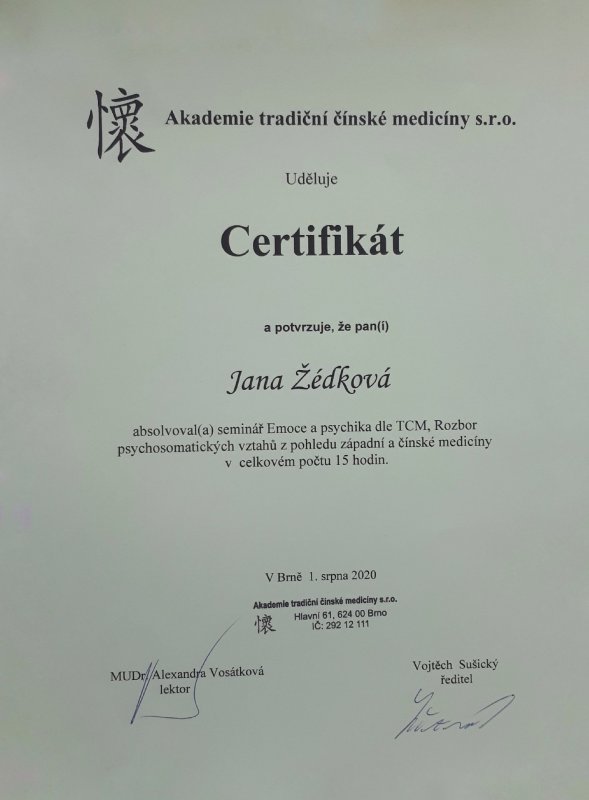 懷
Akademie tradiční čínské medicíny s.r.o.
Uděluje
Certifikát
a potvrzuje, že pan(í)
Jana Žédková
absolvoval(a) seminář Emoce a psychika dle TCM, Rozbor
psychosomatických vztahů z pohledu západní a čínské medicíny
v celkovém počtu 15 hodin.
V Brně 1. srpna 2020
Akademie tradiční čínské medicíny s.r.o.
懷
Hlavní 61, 624 00 Brno
IČ: 292 12 111
MUDr. Alexandra Vosátková
lektor
Vojtěch Sušický
ředitel